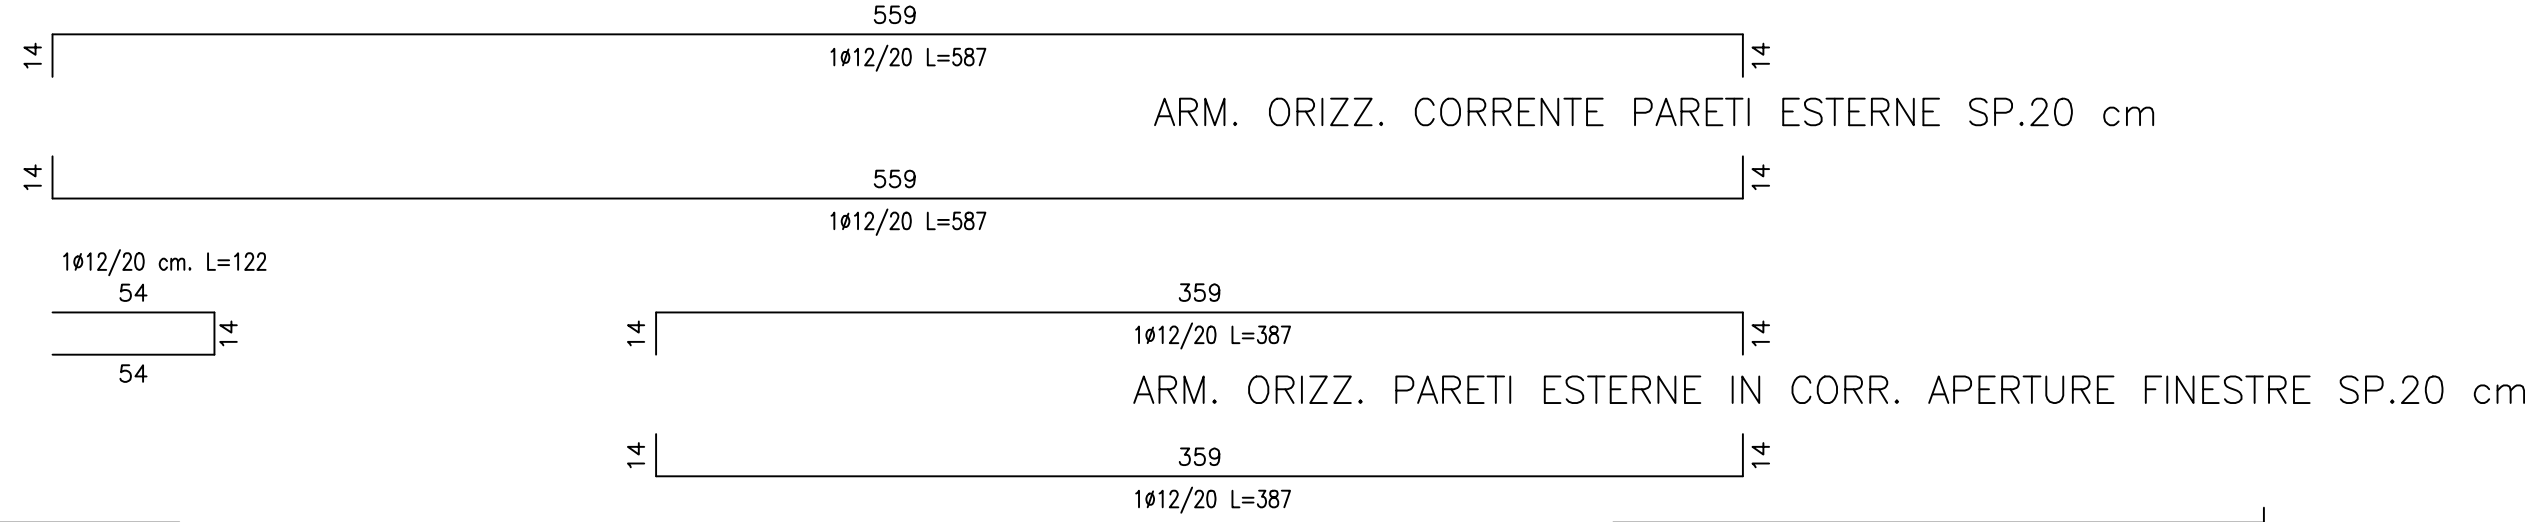 559
14
14
1ø12/20 L=587
ARM. ORIZZ. CORRENTE PARETI ESTERNE SP.20 cm
14
559
14
1ø12/20 L=587
1ø12/20 cm. L=122
54
14
54
359
14
14
1ø12/20 L=387
ARM. ORIZZ. PARETI ESTERNE IN CORR. APERTURE FINESTRE SP.20 cm
14
359
14
1ø12/20 L=387